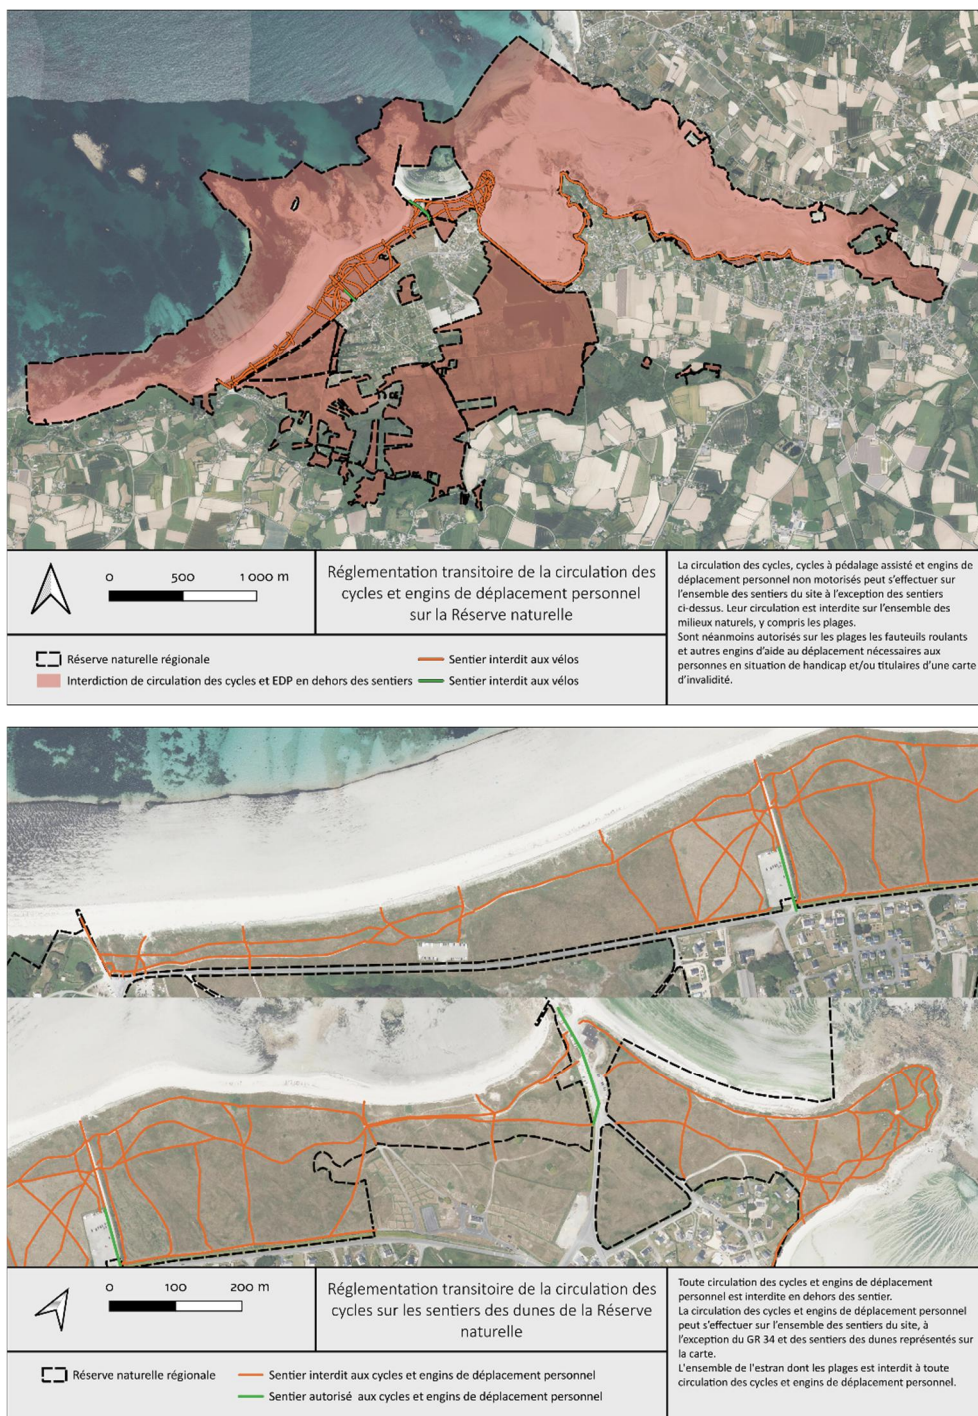 0 500 1 000 m
Réglementation transitoire de la circulation des
cycles et engins de déplacement personnel
sur la Réserve naturelle
La circulation des cycles, cycles à pédalage assisté et engins de
déplacement personnel non motorisés peut s'effectuer sur
l'ensemble des sentiers du site à l'exception des sentiers
ci-dessus. Leur circulation est interdite sur l'ensemble des
milieux naturels, y compris les plages.
Sont néanmoins autorisés sur les plages les fauteuils roulants
et autres engins d'aide au déplacement nécessaires aux
personnes en situation de handicap et/ou titulaires d'une carte
d'invalidité.
Réserve naturelle régionale
Sentier interdit aux vélos
Interdiction de circulation des cycles et EDP en dehors des sentiers
Sentier interdit aux vélos
0 100 200 m
Réglementation transitoire de la circulation des
cycles sur les sentiers des dunes de la Réserve
naturelle
Toute circulation des cycles et engins de déplacement
personnel est interdite en dehors des sentier.
La circulation des cycles et engins de déplacement personnel
peut s'effectuer sur l'ensemble des sentiers du site, à
l'exception du GR 34 et des sentiers des dunes représentés sur
la carte.
L'ensemble de l'estran dont les plages est interdit à toute
circulation des cycles et engins de déplacement personnel.
Réserve naturelle régionale
Sentier interdit aux cycles et engins de déplacement personnel
Sentier autorisé aux cycles et engins de déplacement personnel